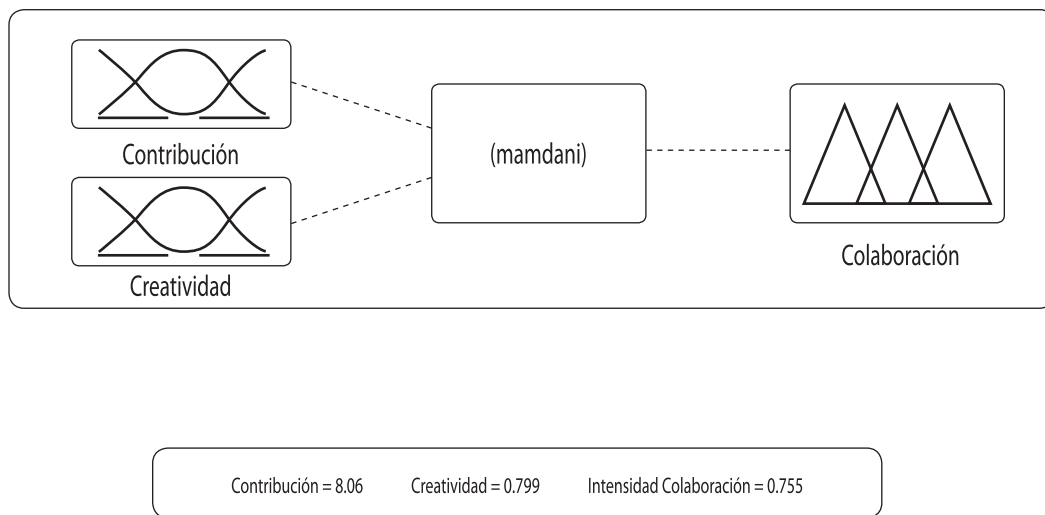 Contribución
(mamdani)
Colaboración
Creatividad
Contribución = 8.06 Creatividad = 0.799 Intensidad Colaboración = 0.755